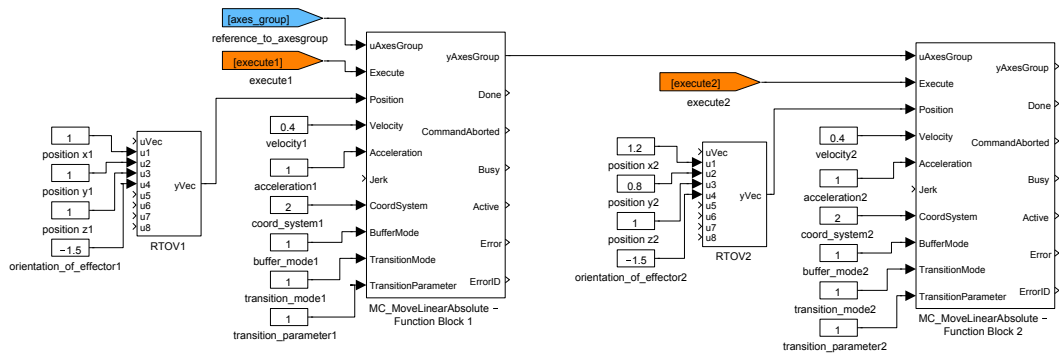 [axes_group]
reference_to_axesgroup
[execute1]
execute1
1
position x1
1
position y1
1
position z1
−1.5
orientation_of_effector1
uVec
u1
u2
u3
u4
u5
u6
u7
u8
yVec
RTOV1
0.4
velocity1
1
acceleration1
2
coord_system1
1
buffer_mode1
1
transition_mode1
1
transition_parameter1
uAxesGroup
Execute
Position
Velocity
Acceleration
Jerk
CoordSystem
BufferMode
TransitionMode
TransitionParameter
yAxesGroup
Done
CommandAborted
Busy
Active
Error
ErrorID
MC_MoveLinearAbsolute −
Function Block 1
[execute2]
execute2
1.2
position x2
0.8
position y2
1
position z2
−1.5
orientation_of_effector2
uVec
u1
u2
u3
u4
u5
u6
u7
u8
yVec
RTOV2
0.4
velocity2
1
acceleration2
2
coord_system2
1
buffer_mode2
1
transition_mode2
1
transition_parameter2
uAxesGroup
Execute
Position
Velocity
Acceleration
Jerk
CoordSystem
BufferMode
TransitionMode
TransitionParameter
yAxesGroup
Done
CommandAborted
Busy
Active
Error
ErrorID
MC_MoveLinearAbsolute −
Function Block 2